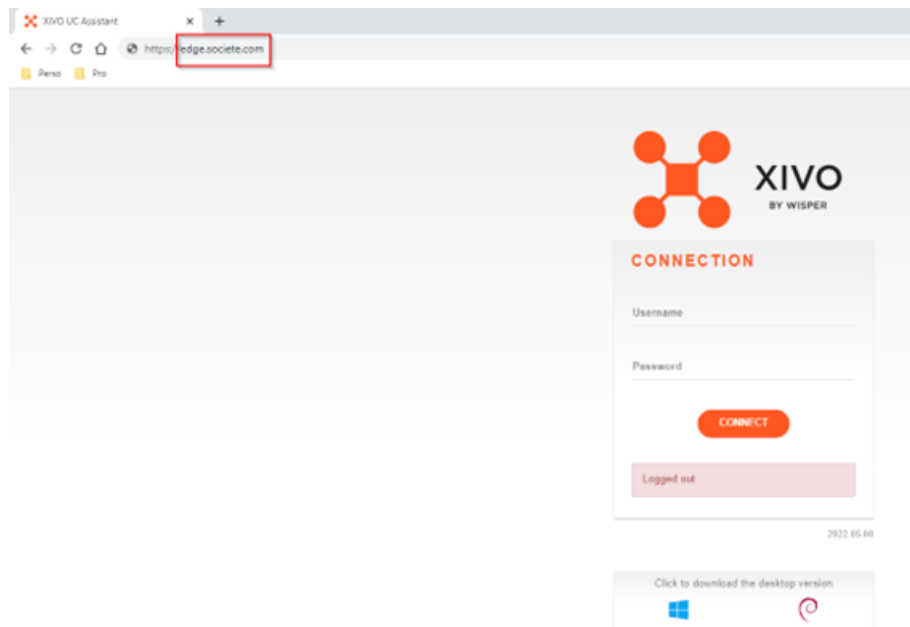 XIVO UC Assistant
https://edge.societe.com
Perso Pro
XIVO
BY WISPER
CONNECTION
Username
Password
CONNECT
Logged out
2022.05.00
Click to download the desktop version